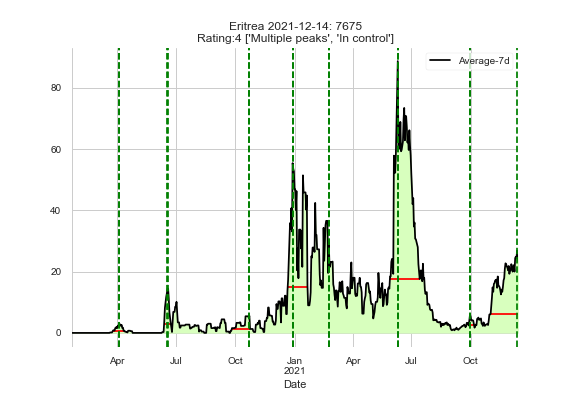 Eritrea 2021-12-14: 7675
Rating:4 ['Multiple peaks', 'In control']
Average-7d
80
60
40
20
0
Apr Jul Oct Jan Apr Jul Oct
2021
Date